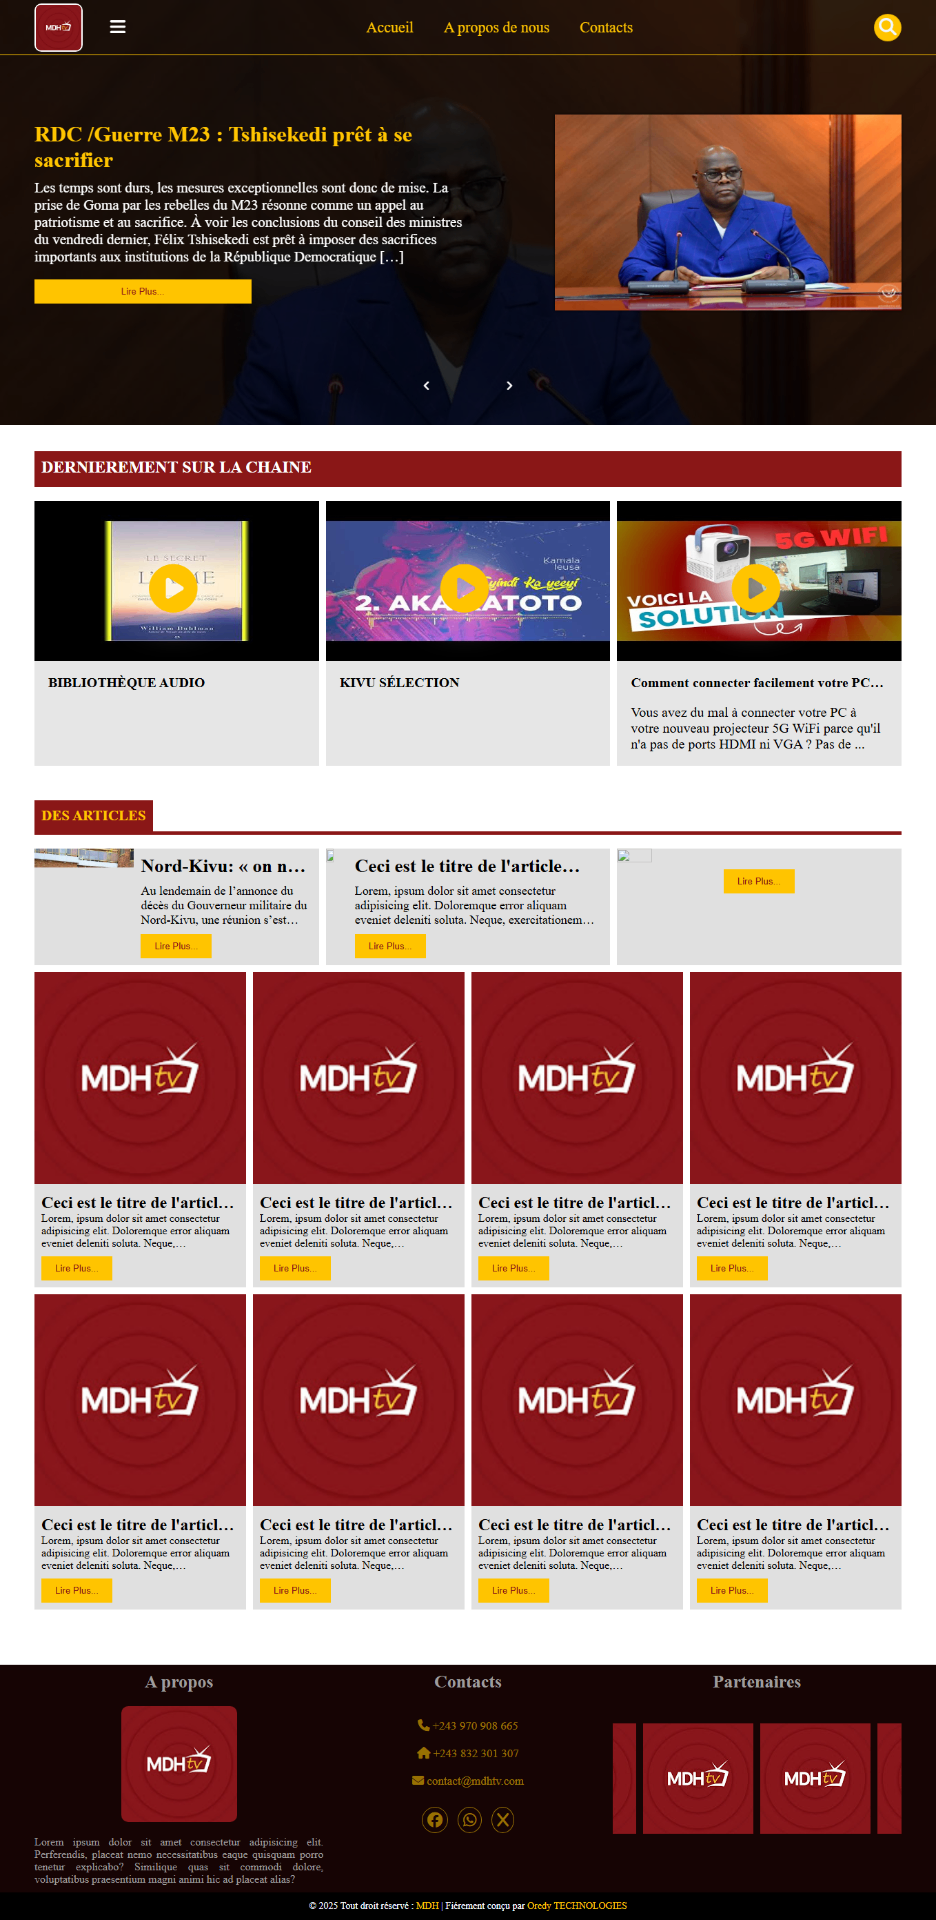 MDHtv
Accueil
A propos de nous
Contacts
RDC /Guerre M23 : Tshisekedi prêt à se
sacrifier
Les temps sont durs, les mesures exceptionnelles sont donc de mise. La
prise de Goma par les rebelles du M23 résonne comme un appel au
patriotisme et au sacrifice. À voir les conclusions du conseil des ministres
du vendredi dernier, Félix Tshisekedi est prêt à imposer des sacrifices
importants aux institutions de la République Democratique […]
Lire Plus...
DERNIEREMENT SUR LA CHAINE
LE SECRET
William Buhlman
Kamala
leusa
yindi Ka yeeyi
2. AKA ATOTO
5G WIFI
VOICI LA
SOLUTION
BIBLIOTHÈQUE AUDIO
KIVU SÉLECTION
Comment connecter facilement votre PC…
Vous avez du mal à connecter votre PC à
votre nouveau projecteur 5G WiFi parce qu'il
n'a pas de ports HDMI ni VGA ? Pas de ...
DES ARTICLES
Nord-Kivu: « on n…
Au lendemain de l’annonce du
décès du Gouverneur militaire du
Nord-Kivu, une réunion s’est…
Lire Plus...
Ceci est le titre de l'article…
Lorem, ipsum dolor sit amet consectetur
adipisicing elit. Doloremque error aliquam
eveniet deleniti soluta. Neque, exercitationem…
Lire Plus...
Lire Plus...
MDHtv
MDHtv
MDHtv
MDHtv
Ceci est le titre de l'articl…
Lorem, ipsum dolor sit amet consectetur
adipisicing elit. Doloremque error aliquam
eveniet deleniti soluta. Neque,…
Lire Plus...
Ceci est le titre de l'articl…
Lorem, ipsum dolor sit amet consectetur
adipisicing elit. Doloremque error aliquam
eveniet deleniti soluta. Neque,…
Lire Plus...
Ceci est le titre de l'articl…
Lorem, ipsum dolor sit amet consectetur
adipisicing elit. Doloremque error aliquam
eveniet deleniti soluta. Neque,…
Lire Plus...
Ceci est le titre de l'articl…
Lorem, ipsum dolor sit amet consectetur
adipisicing elit. Doloremque error aliquam
eveniet deleniti soluta. Neque,…
Lire Plus...
MDHtv
MDHtv
MDHtv
MDHtv
Ceci est le titre de l'articl…
Lorem, ipsum dolor sit amet consectetur
adipisicing elit. Doloremque error aliquam
eveniet deleniti soluta. Neque,…
Lire Plus...
Ceci est le titre de l'articl…
Lorem, ipsum dolor sit amet consectetur
adipisicing elit. Doloremque error aliquam
eveniet deleniti soluta. Neque,…
Lire Plus...
Ceci est le titre de l'articl…
Lorem, ipsum dolor sit amet consectetur
adipisicing elit. Doloremque error aliquam
eveniet deleniti soluta. Neque,…
Lire Plus...
Ceci est le titre de l'articl…
Lorem, ipsum dolor sit amet consectetur
adipisicing elit. Doloremque error aliquam
eveniet deleniti soluta. Neque,…
Lire Plus...
A propos
MDHtv
Lorem ipsum dolor sit amet consectetur adipisicing elit.
Perferendis, placeat nemo necessitatibus eaque quisquam porro
tenetur explicabo? Similique quas sit commodi dolore,
voluptatibus praesentium magni animi hic ad placeat alias?
Contacts
+243 970 908 665
+243 832 301 307
contact@mdhtv.com
Partenaires
MDHtv
MDHtv
© 2025 Tout droit réservé : MDH | Fiérement conçu par Oredy TECHNOLOGIES